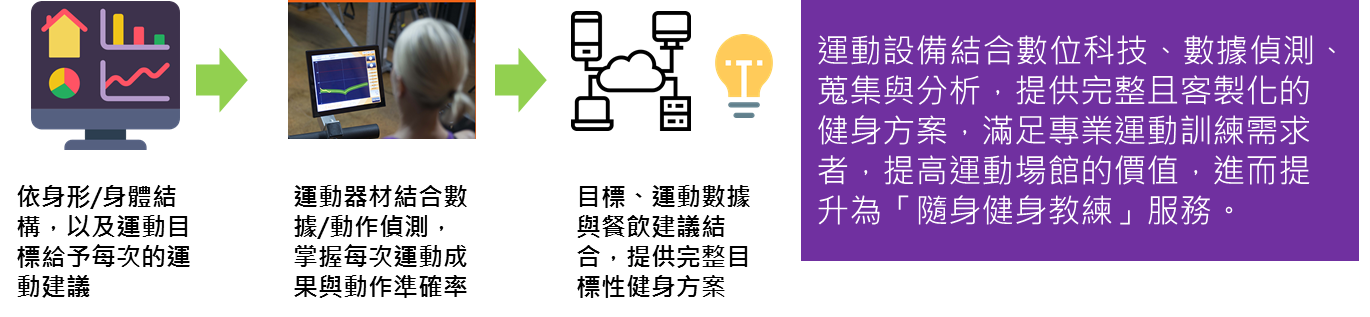 依身形/身體結
構，以及運動目
標給予每次的運
動建議
運動器材結合數
據/動作偵測，
掌握每次運動成
果與動作準確率
目標、運動數據
與餐飲建議結
合，提供完整目
標性健身方案
運動設備結合數位科技、數據偵測、
蒐集與分析，提供完整且客製化的
健身方案，滿足專業運動訓練需求
者，提高運動場館的價值，進而提
升為「隨身健身教練」服務。